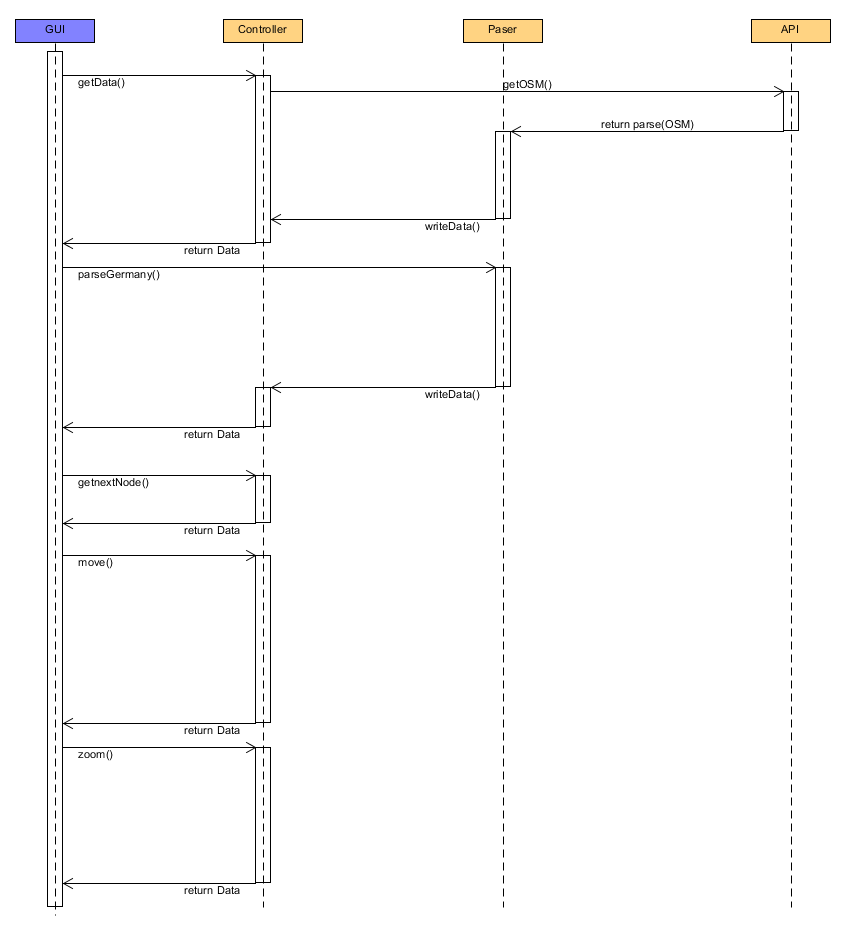 GUI
Controller
Paser
API
getData()
getOSM()
return parse(OSM)
writeData()
return Data
parseGermany()
writeData()
return Data
getnextNode()
return Data
move()
return Data
zoom()
return Data